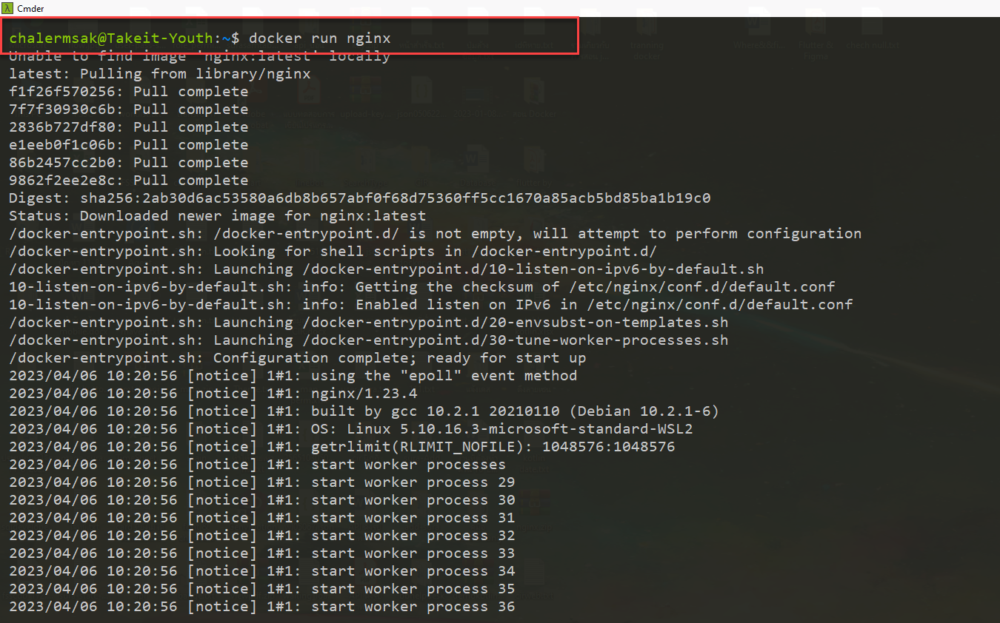 Cmder
chalermsak@Takeit-Youth:~$ docker run nginx
Unable to find image 'nginx:latest' locally
latest: Pulling from library/nginx
f1f26f570256: Pull complete
7f7f30930c6b: Pull complete
2836b727df80: Pull complete
e1eeb0f1c06b: Pull complete
86b2457cc2b0: Pull complete
9862f2ee2e8c: Pull complete
Digest: sha256:2ab30d6ac53580a6db8b657abf0f68d75360ff5cc1670a85acb5bd85ba1b19c0
Status: Downloaded newer image for nginx:latest
/docker-entrypoint.sh: /docker-entrypoint.d/ is not empty, will attempt to perform configuration
/docker-entrypoint.sh: Looking for shell scripts in /docker-entrypoint.d/
/docker-entrypoint.sh: Launching /docker-entrypoint.d/10-listen-on-ipv6-by-default.sh
10-listen-on-ipv6-by-default.sh: info: Getting the checksum of /etc/nginx/conf.d/default.conf
10-listen-on-ipv6-by-default.sh: info: Enabled listen on IPv6 in /etc/nginx/conf.d/default.conf
/docker-entrypoint.sh: Launching /docker-entrypoint.d/20-envsubst-on-templates.sh
/docker-entrypoint.sh: Launching /docker-entrypoint.d/30-tune-worker-processes.sh
/docker-entrypoint.sh: Configuration complete; ready for start up
2023/04/06 10:20:56 [notice] 1#1: using the "epoll" event method
2023/04/06 10:20:56 [notice] 1#1: nginx/1.23.4
2023/04/06 10:20:56 [notice] 1#1: built by gcc 10.2.1 20210110 (Debian 10.2.1-6)
2023/04/06 10:20:56 [notice] 1#1: OS: Linux 5.10.16.3-microsoft-standard-WSL2
2023/04/06 10:20:56 [notice] 1#1: getrlimit(RLIMIT_NOFILE): 1048576:1048576
2023/04/06 10:20:56 [notice] 1#1: start worker processes
2023/04/06 10:20:56 [notice] 1#1: start worker process 29
2023/04/06 10:20:56 [notice] 1#1: start worker process 30
2023/04/06 10:20:56 [notice] 1#1: start worker process 31
2023/04/06 10:20:56 [notice] 1#1: start worker process 32
2023/04/06 10:20:56 [notice] 1#1: start worker process 33
2023/04/06 10:20:56 [notice] 1#1: start worker process 34
2023/04/06 10:20:56 [notice] 1#1: start worker process 35
2023/04/06 10:20:56 [notice] 1#1: start worker process 36